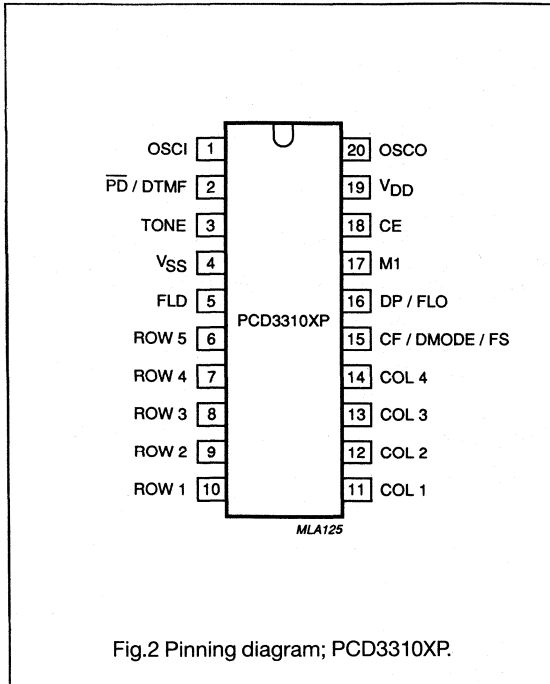 OSCI 1 20 OSCO
PD / DTMF 2 19 VDD
TONE 3 18 CE
VSS 4 17 M1
FLD 5 16 DP / FLO
PCD3310XP
ROW 5 6 15 CF / DMODE / FS
ROW 4 7 14 COL 4
ROW 3 8 13 COL 3
ROW 2 9 12 COL 2
ROW 1 10 11 COL 1
MLA125
Fig.2 Pinning diagram; PCD3310XP.